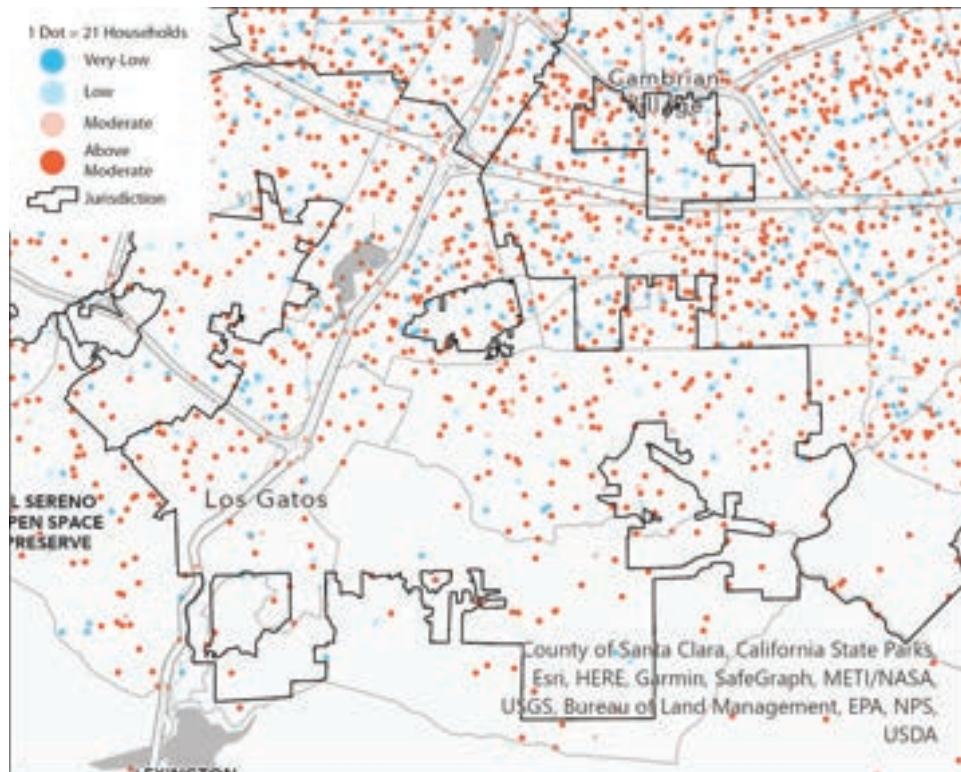 1 Dot = 21 Households
Very-Low
Low
Moderate
Above
Moderate
Jurisdiction
Cambrian
Village
Los Gatos
L SERENO
PEN SPACE
PRESERVE
County of Santa Clara, California State Parks,
Esri, HERE, Garmin, SafeGraph, METI/NASA,
USGS, Bureau of Land Management, EPA, NPS,
USDA
LEXINGTON